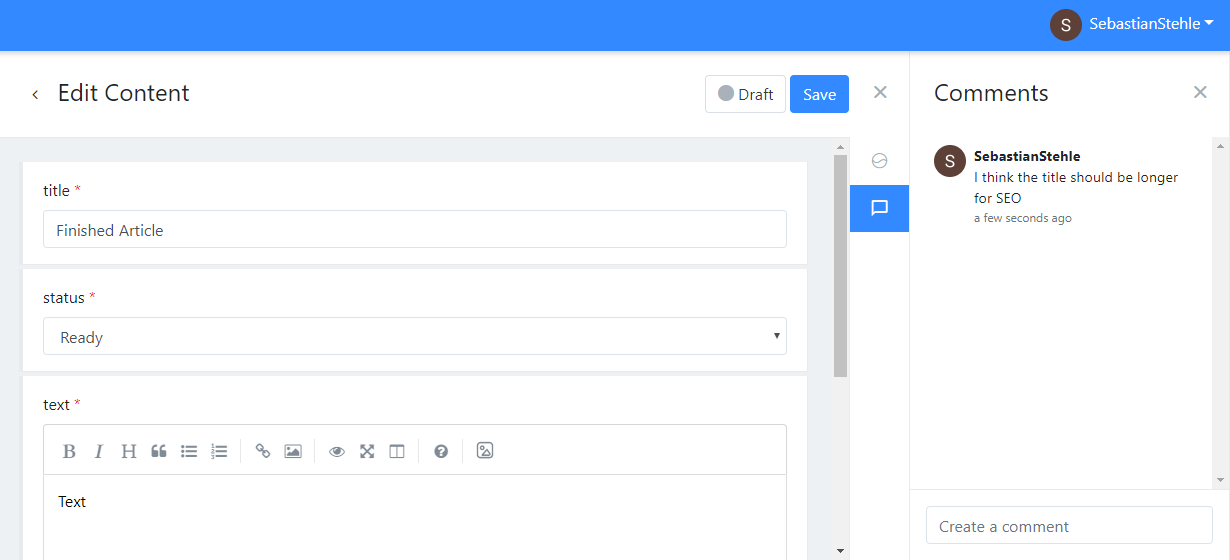 S SebastianStehle
Edit Content
Draft
Save
Comments
title *
Finished Article
status *
Ready
text *
B I H
Text
S
SebastianStehle
I think the title should be longer
for SEO
a few seconds ago
Create a comment